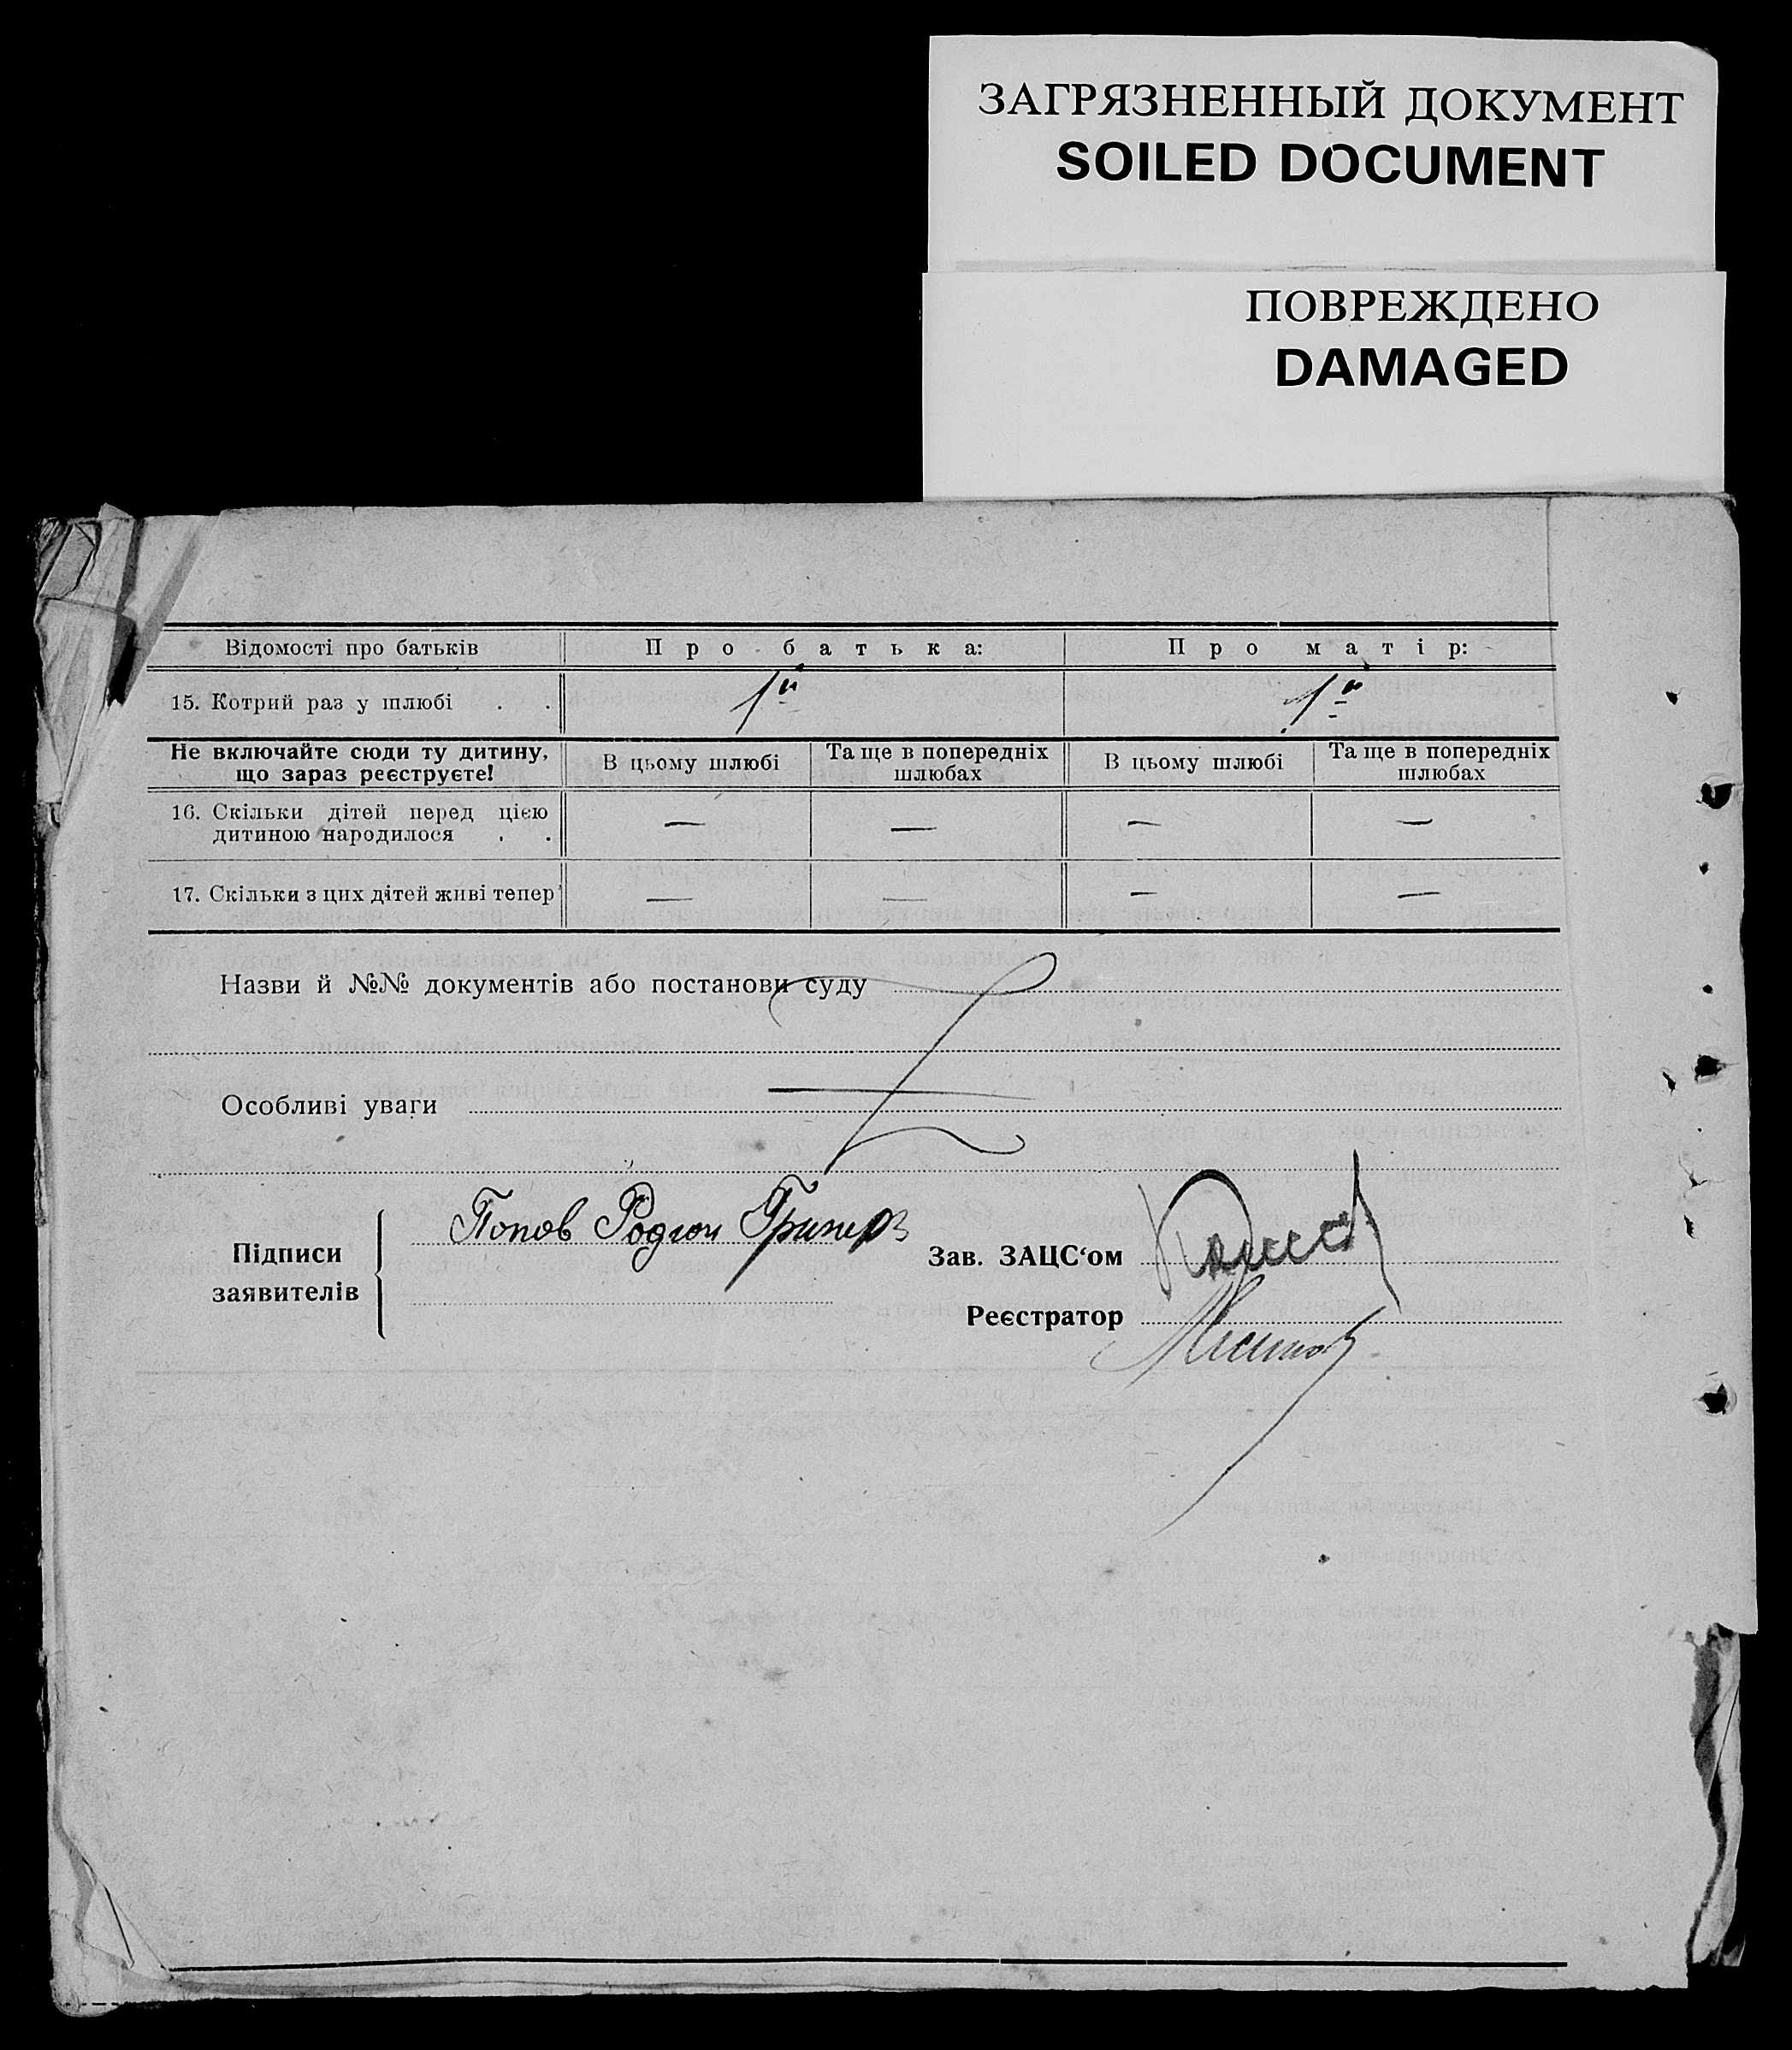 ЗАГРЯЗНЕННЫЙ ДОКУМЕНТ
SOILED DOCUMENT
ПОВРЕЖДЕНО
DAMAGED
Відомості про батьків Про батька: Про матір:
15. Котрий раз у шлюбі . . 1й 1й
Не включайте сюди ту дитину, що зараз реєструєте! В цьому шлюбі Та ще в попередніх шлюбах В цьому шлюбі Та ще в попередніх шлюбах
16. Скільки дітей перед цією дитиною народилося . . — — — —
17. Скільки з цих дітей живі тепер — — — —
Назви й №№ документів або постанови суду
Особливі уваги
Підписи заявителів Попов Родион
Зав. ЗАЦС‘ом
Реєстратор